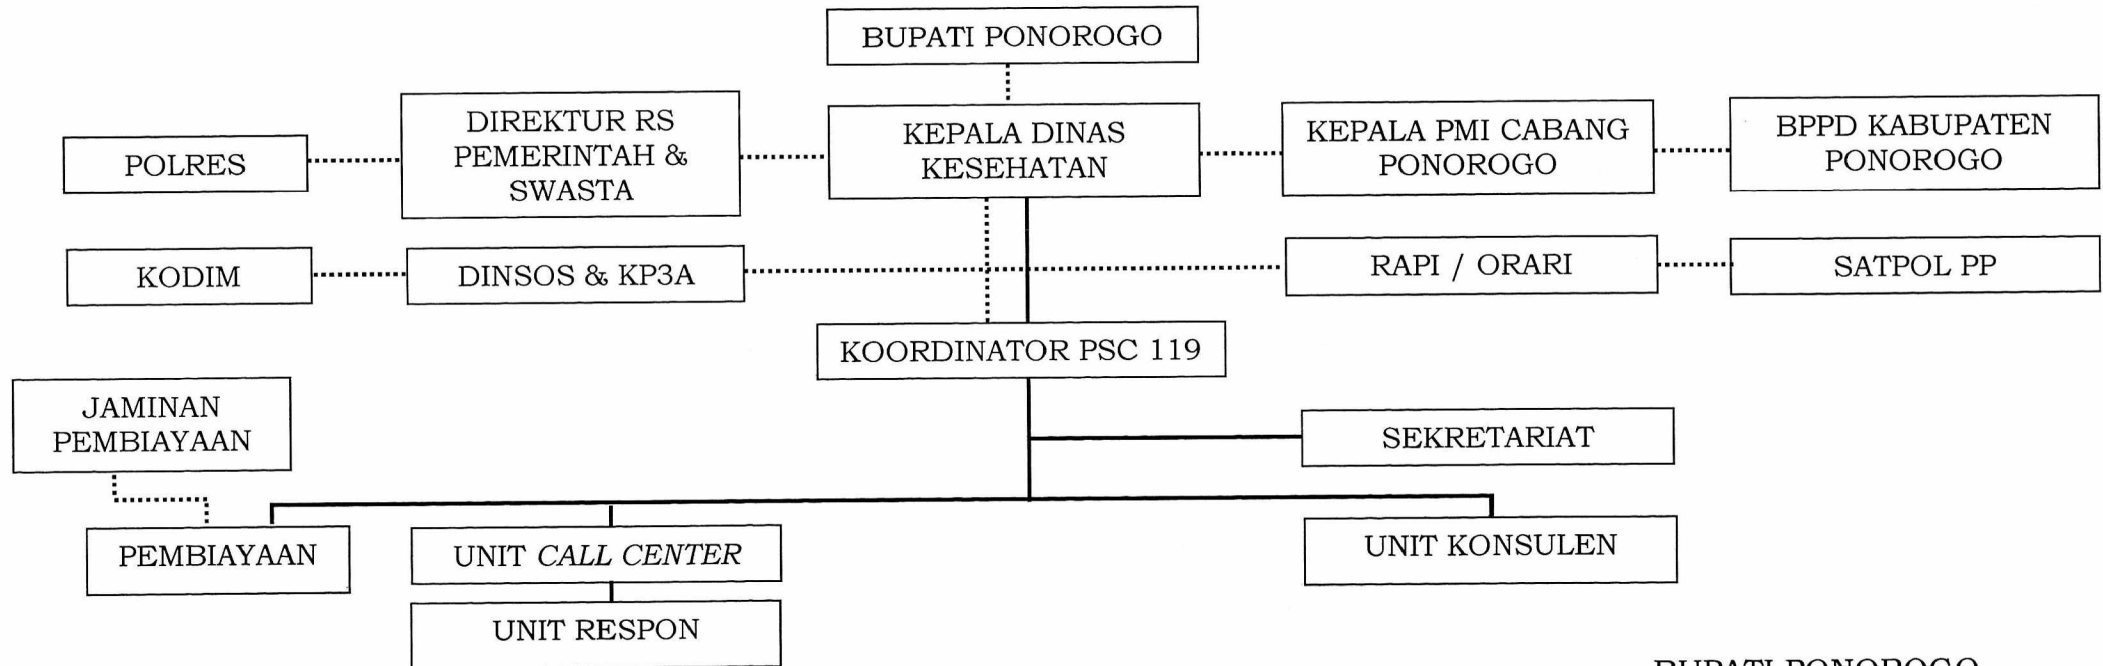 BUPATI PONOROGO
POLRES
DIREKTUR RS
PEMERINTAH &
SWASTA
KEPALA DINAS
KESEHATAN
KEPALA PMI CABANG
PONOROGO
BPPD KABUPATEN
PONOROGO
KODIM
DINSOS & KP3A
RAPI / ORARI
SATPOL PP
KOORDINATOR PSC 119
JAMINAN
PEMBIAYAAN
SEKRETARIAT
PEMBIAYAAN
UNIT CALL CENTER
UNIT KONSULEN
UNIT RESPON
BUPATI PONOROGO